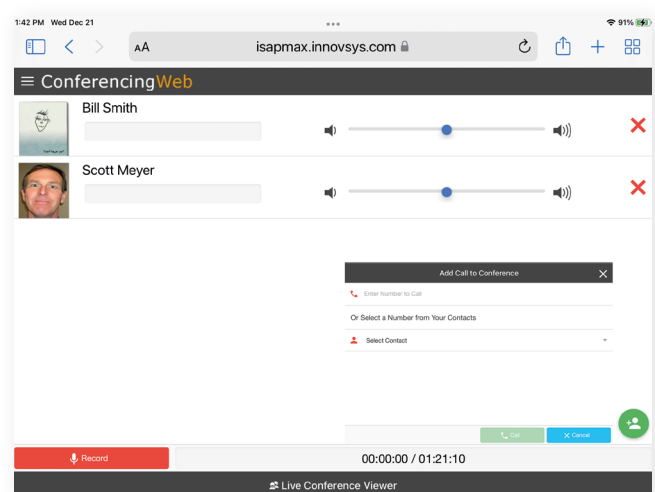 1:42 PM Wed Dec 21
91%
AA
isapmax.innovsys.com
ConferencingWeb
Bill Smith
Scott Meyer
Add Call to Conference
Enter Number to Call
Or Select a Number from Your Contacts
Select Contact
Call
Cancel
Record
00:00:00 / 01:21:10
Live Conference Viewer